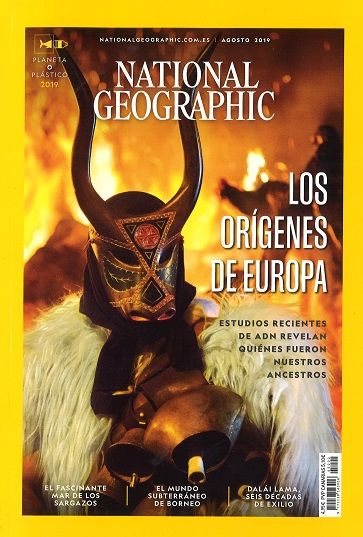 NATIONALGEOGRAPHIC.COM.ES | AGOSTO 2019
PLANETA
O
PLÁSTICO
2019
NATIONAL
GEOGRAPHIC
LOS
ORÍGENES
DE EUROPA
ESTUDIOS RECIENTES
DE ADN REVELAN
QUIÉNES FUERON
NUESTROS
ANCESTROS
EL FASCINANTE
MAR DE LOS
SARGAZOS
EL MUNDO
SUBTERRÁNEO
DE BORNEO
DALÁI LAMA,
SEIS DÉCADAS
DE EXILIO